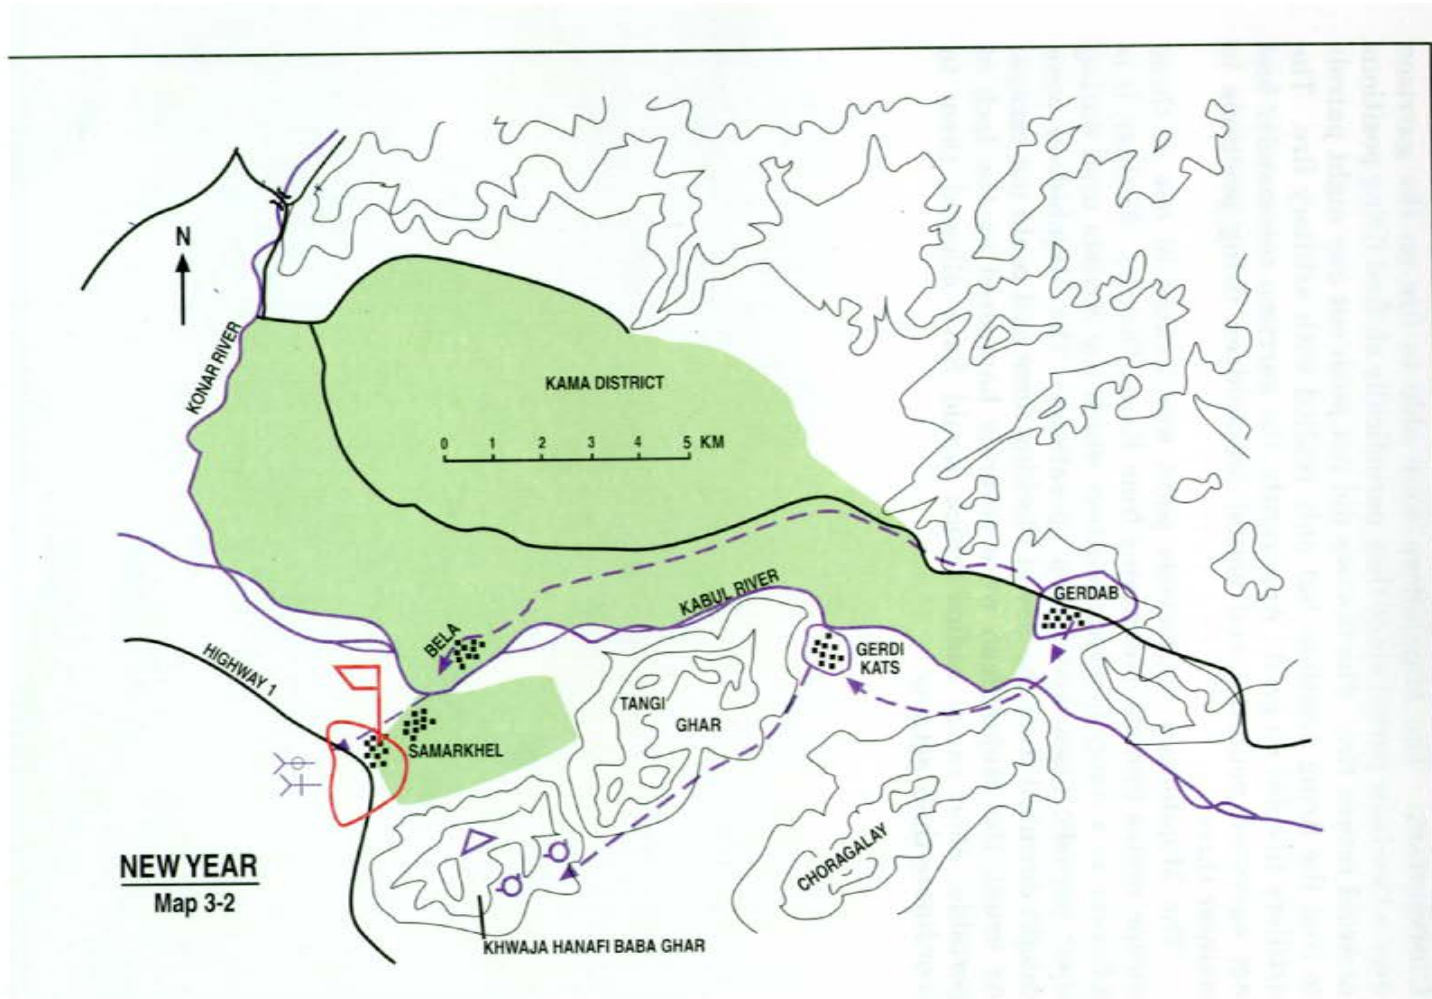 N
KONAR RIVER
KAMA DISTRICT
0 1 2 3 4 5 KM
KABUL RIVER
GERDAB
BELA
GERDI
KATS
HIGHWAY 1
TANGI
GHAR
SAMARKHEL
CHORAGALAY
NEW YEAR
Map 3-2
KHWAJA HANAFI BABA GHAR